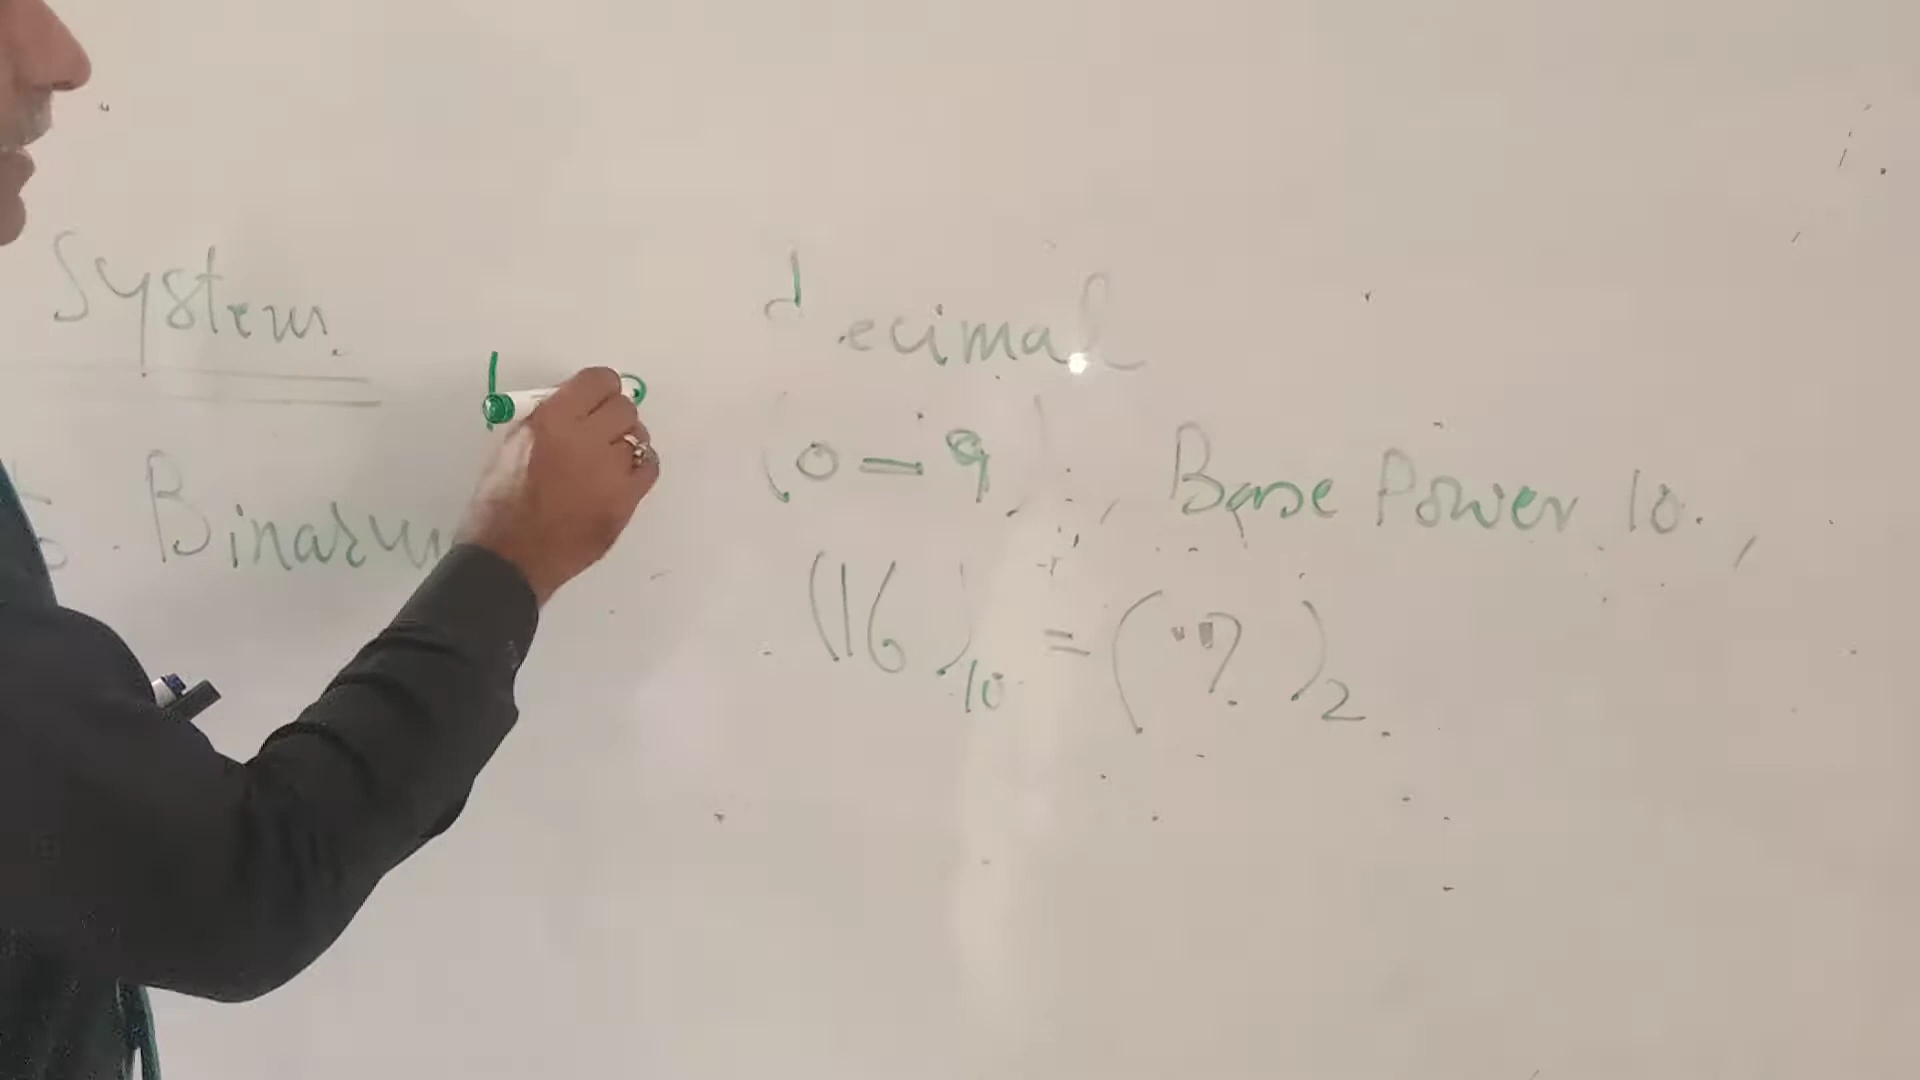 System.
decimal
(0 - 9), Base Power 10.,
Binary
(16)10 = ("?)2